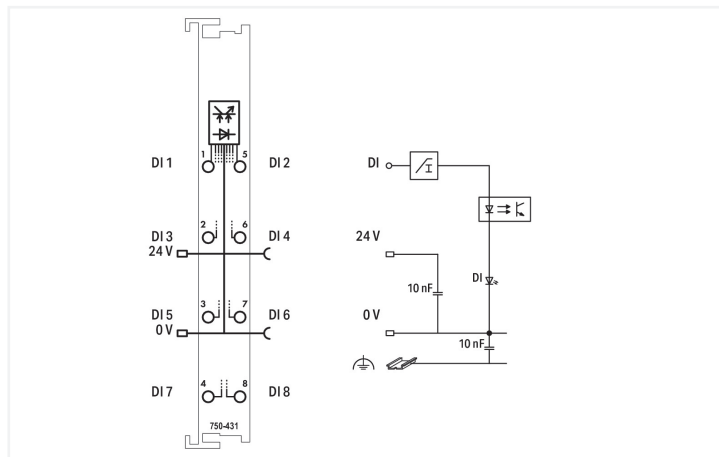 1 5
DI 1 DI 2
2 6
DI 3 DI 4
24 V
3 7
DI 5 DI 6
0 V
4 8
DI 7 DI 8
750-431
DI
I
24 V
DI
10 nF
0 V
10 nF